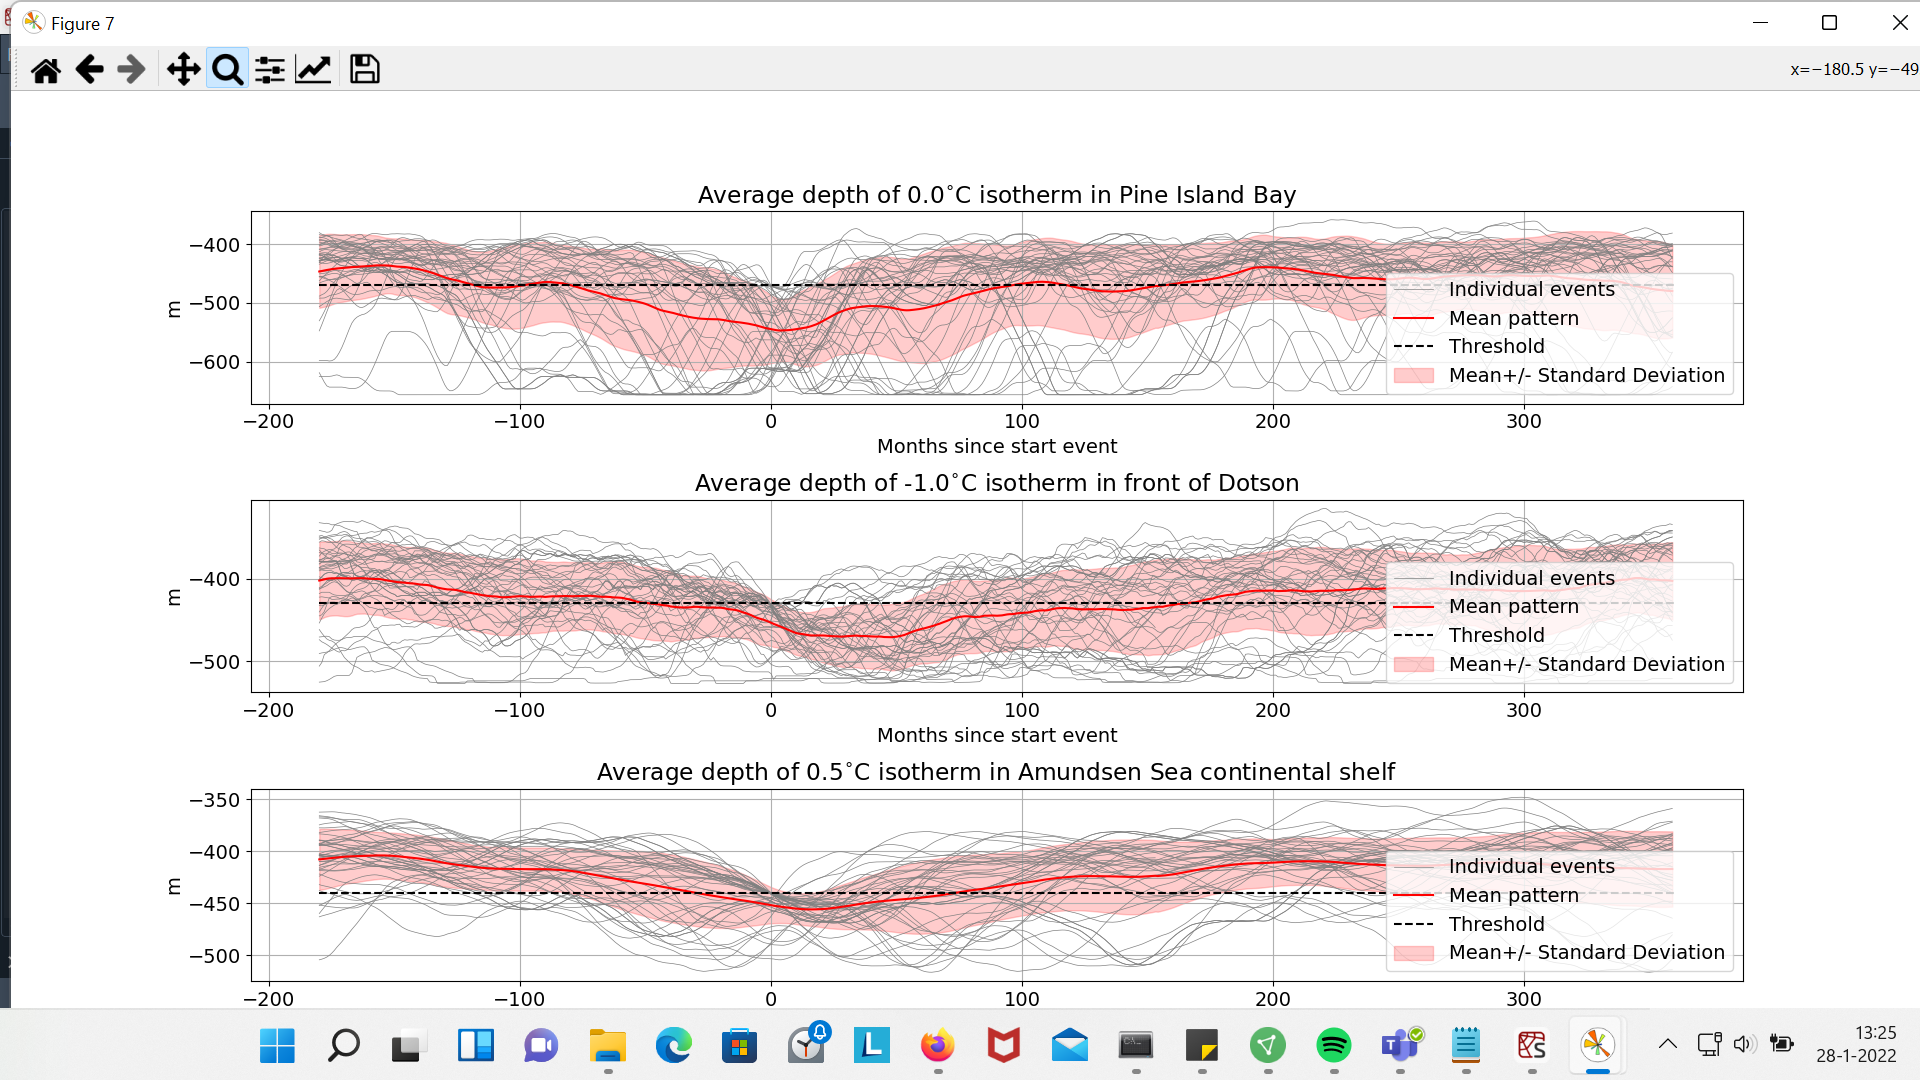 Figure 7
x=−180.5 y=−49
Average depth of 0.0°C isotherm in Pine Island Bay
−400
−500
−600
m
−200 −100 0 100 200 300
Months since start event
Individual events
Mean pattern
Threshold
Mean+/- Standard Deviation
Average depth of -1.0°C isotherm in front of Dotson
−400
−500
m
−200 −100 0 100 200 300
Months since start event
Individual events
Mean pattern
Threshold
Mean+/- Standard Deviation
Average depth of 0.5°C isotherm in Amundsen Sea continental shelf
−350
−400
−450
−500
m
−200 −100 0 100 200 300
Individual events
Mean pattern
Threshold
Mean+/- Standard Deviation
13:25
28-1-2022